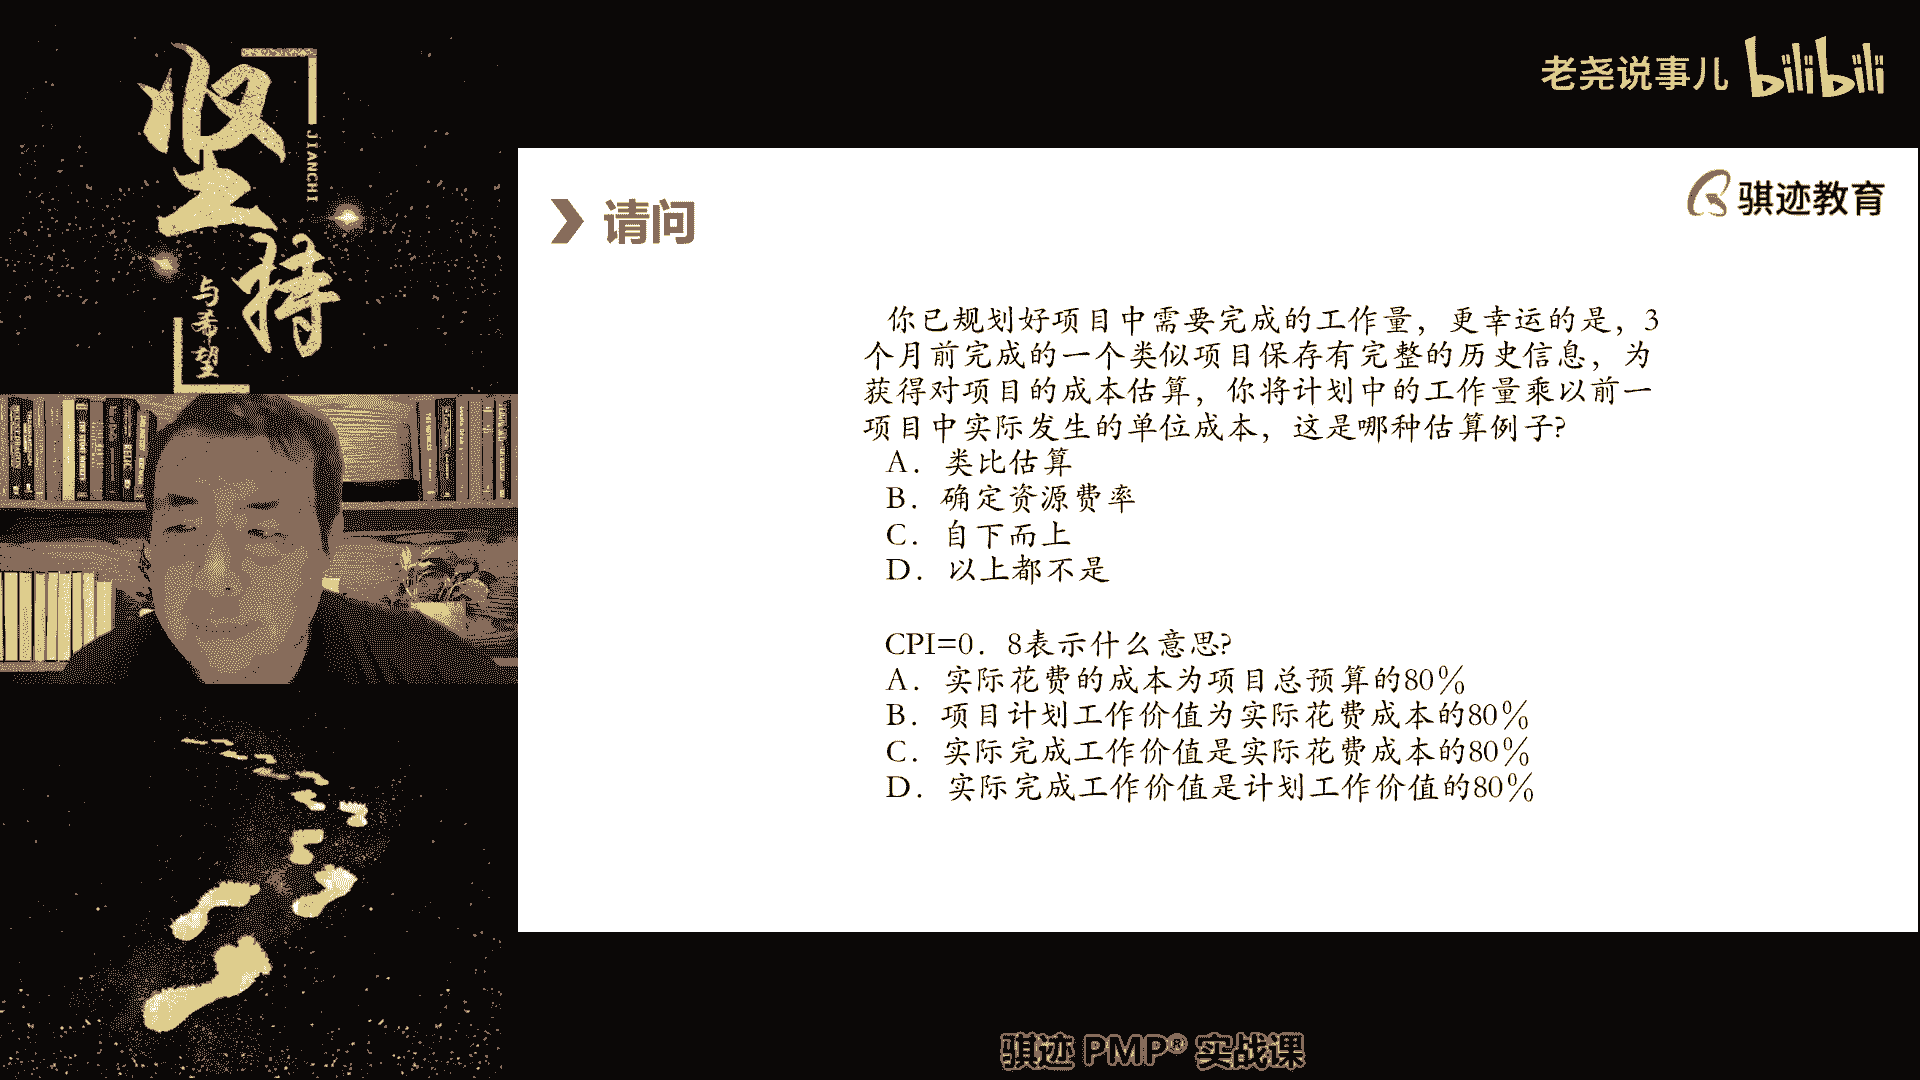 坚持
JIANCHI
与希望
老尧说事儿 bilibili
骐迹教育
请问
你已规划好项目中需要完成的工作量，更幸运的是，3
个月前完成的一个类似项目保存有完整的历史信息，为
获得对项目的成本估算，你将计划中的工作量乘以前一
项目中实际发生的单位成本，这是哪种估算例子?
A．类比估算
B．确定资源费率
C．自下而上
D．以上都不是
CPI=0．8表示什么意思?
A．实际花费的成本为项目总预算的80％
B．项目计划工作价值为实际花费成本的80％
C．实际完成工作价值是实际花费成本的80％
D．实际完成工作价值是计划工作价值的80％
骐迹 PMP® 实战课